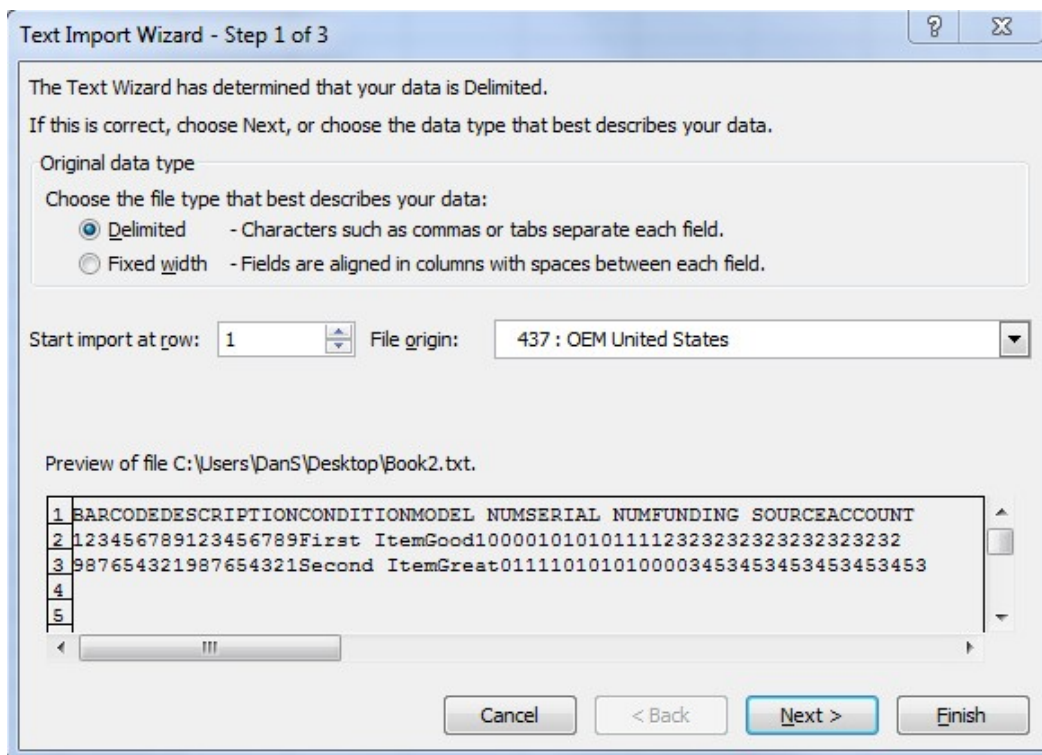 Text Import Wizard - Step 1 of 3
The Text Wizard has determined that your data is Delimited.
If this is correct, choose Next, or choose the data type that best describes your data.
Original data type
Choose the file type that best describes your data:
Delimited - Characters such as commas or tabs separate each field.
Fixed width - Fields are aligned in columns with spaces between each field.
Start import at row: 1 File origin: 437 : OEM United States
Preview of file C:\Users\DanS\Desktop\Book2.txt.
1 BARCODEDESCRIPTIONCONDITIONMODEL NUMSERIAL NUMFUNDING SOURCEACCOUNT
2 123456789123456789First ItemGood1000010101011112323232323232323232
3 987654321987654321Second ItemGreat0111101010100003453453453453453453
4
5
Cancel < Back Next > Finish